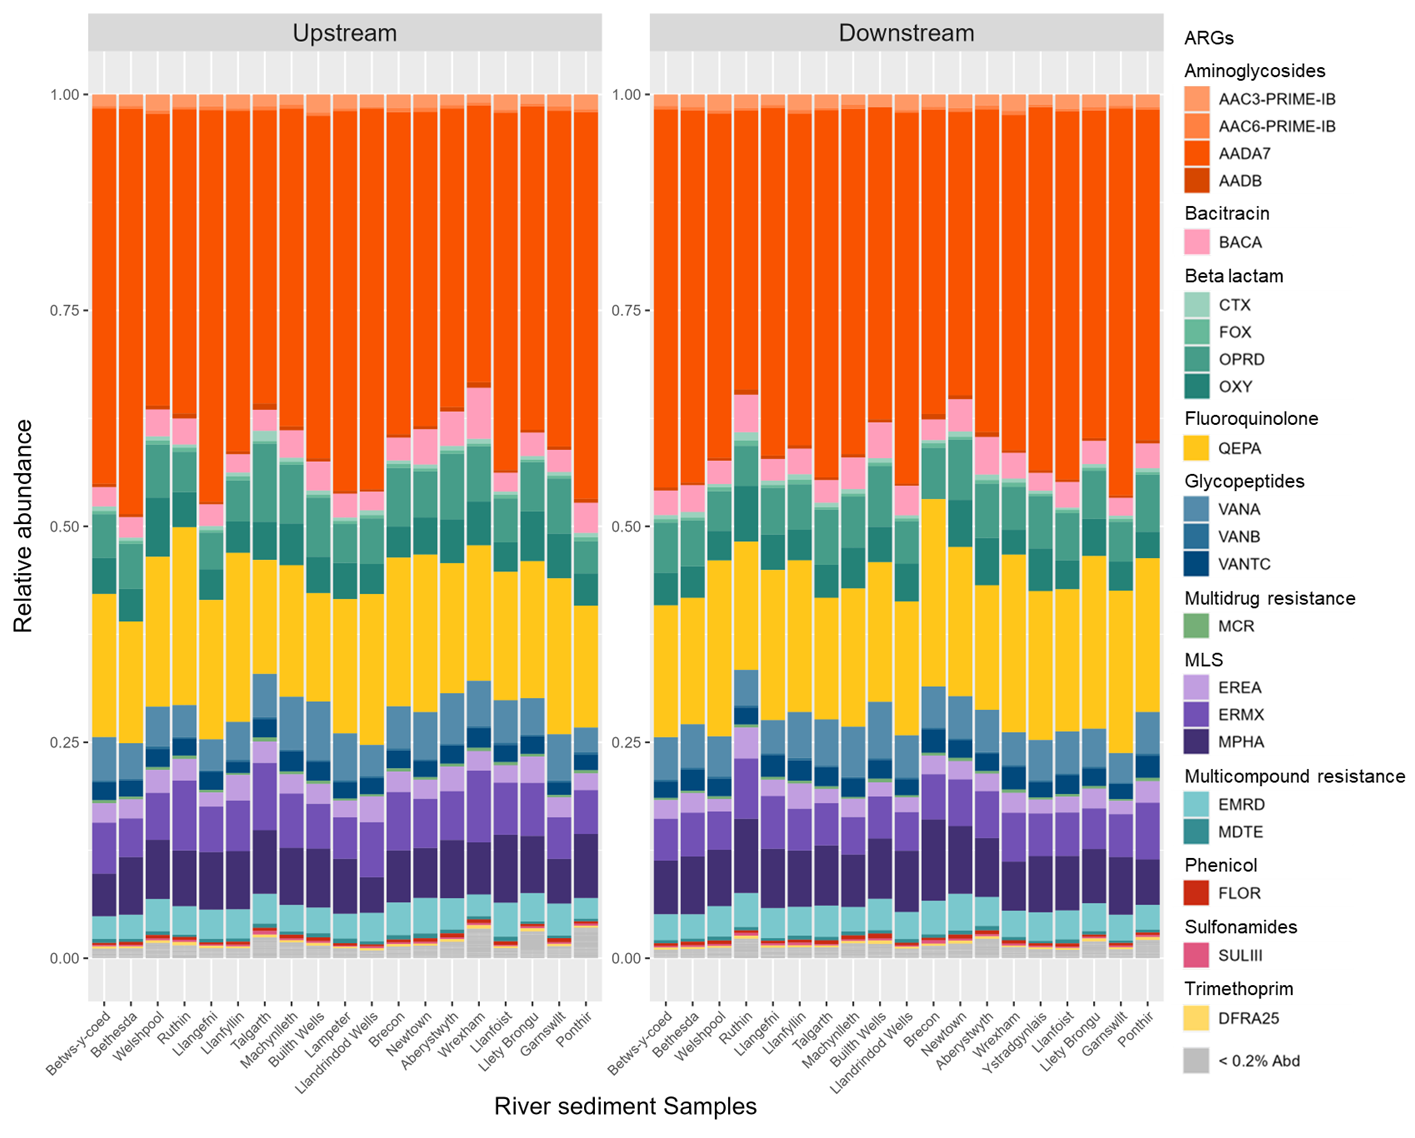 Upstream
Downstream
Relative abundance
1.00
0.75
0.50
0.25
0.00
1.00
0.75
0.50
0.25
0.00
Betws-y-coed
Bethesda
Welshpool
Ruthin
Llangefni
Llanfyllin
Talgarth
Machynlleth
Builth Wells
Lampeter
Llandrindod Wells
Brecon
Newtown
Aberystwyth
Wrexham
Llanfoist
Llety Brongu
Garnswllt
Ponthir
Betws-y-coed
Bethesda
Welshpool
Ruthin
Llangefni
Llanfyllin
Talgarth
Machynlleth
Builth Wells
Llandrindod Wells
Brecon
Newtown
Aberystwyth
Wrexham
Ystradgynlais
Llanfoist
Llety Brongu
Garnswllt
Ponthir
River sediment Samples
ARGs
Aminoglycosides
AAC3-PRIME-IB
AAC6-PRIME-IB
AADA7
AADB
Bacitracin
BACA
Beta lactam
CTX
FOX
OPRD
OXY
Fluoroquinolone
QEPA
Glycopeptides
VANA
VANB
VANTC
Multidrug resistance
MCR
MLS
EREA
ERMX
MPHA
Multicompound resistance
EMRD
MDTE
Phenicol
FLOR
Sulfonamides
SULIII
Trimethoprim
DFRA25
< 0.2% Abd